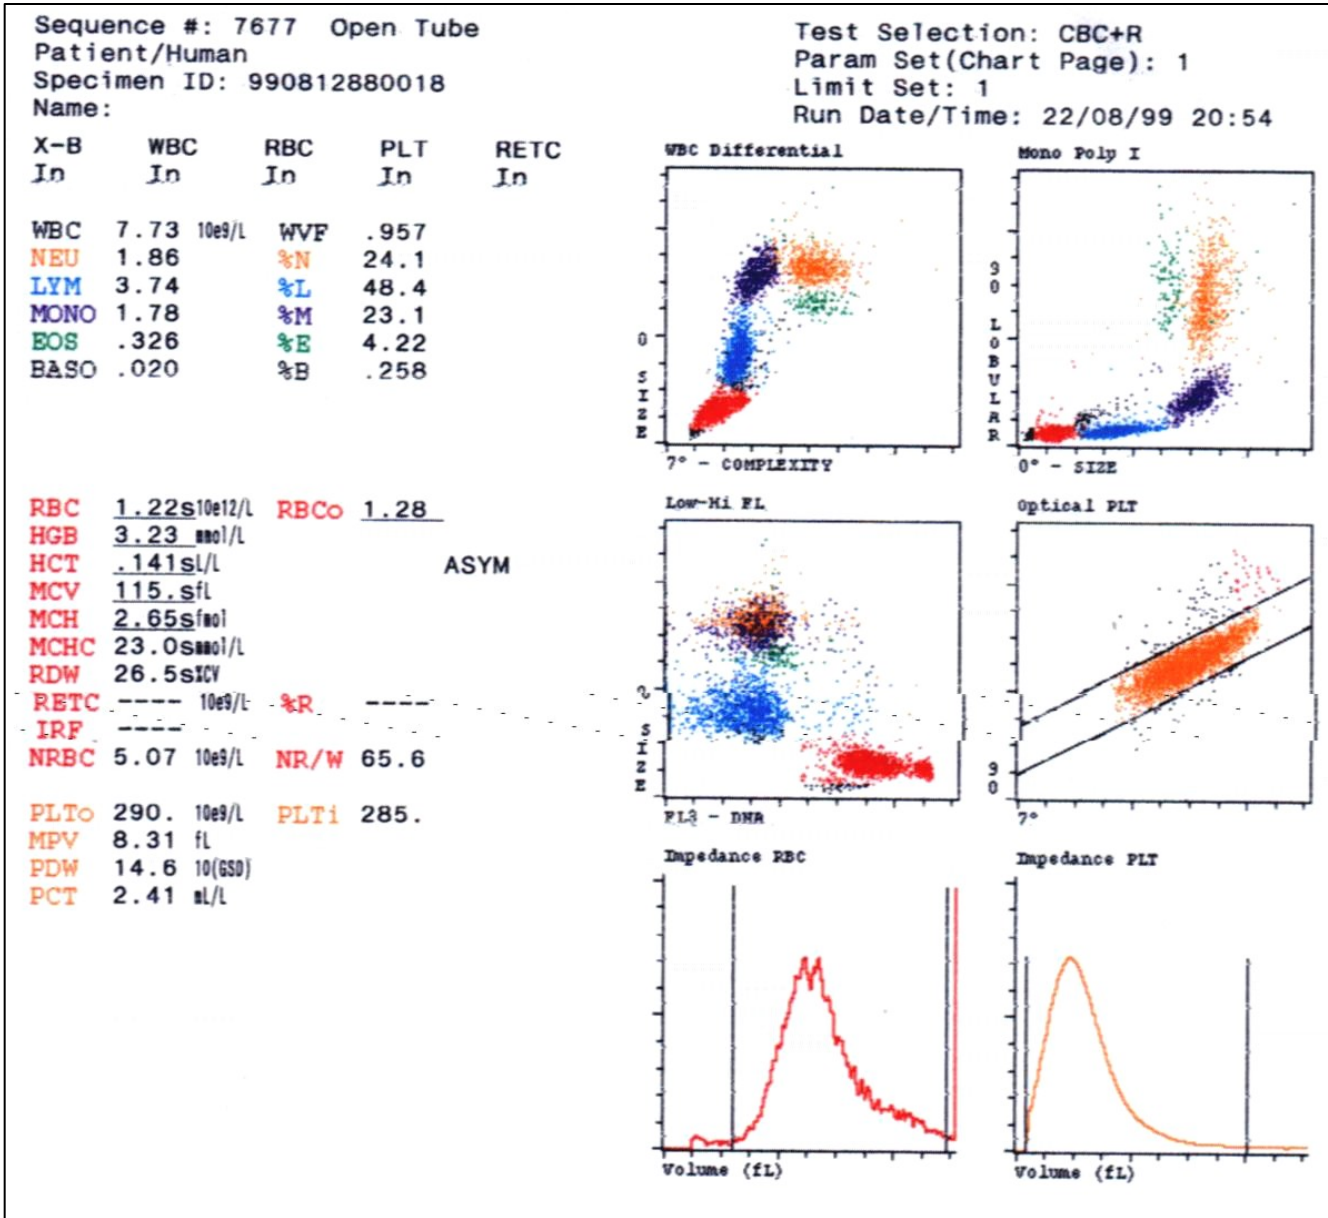 Sequence #: 7677 Open Tube
Patient/Human
Specimen ID: 990812880018
Name:
Test Selection: CBC+R
Param Set(Chart Page): 1
Limit Set: 1
Run Date/Time: 22/08/99 20:54
X-B WBC RBC PLT RETC
In In In In In
WBC 7.73 10e9/L WVF .957
NEU 1.86 %N 24.1
LYM 3.74 %L 48.4
MONO 1.78 %M 23.1
EOS .326 %E 4.22
BASO .020 %B .258
RBC 1.22s 10e12/L RBCo 1.28
HGB 3.23 mmol/L
HCT .141s L/L ASYM
MCV 115.s fL
MCH 2.65s fmol
MCHC 23.0s mmol/L
RDW 26.5s %CV
RETC ---- 10e9/L %R ----
IRF ----
NRBC 5.07 10e9/L NR/W 65.6
PLTo 290. 10e9/L PLTi 285.
MPV 8.31 fL
PDW 14.6 10(GSD)
PCT 2.41 mL/L
WBC Differential
0 SIZE
7° - COMPLEXITY
Mono Poly I
90 LOBULAR
0° - SIZE
Low-Hi FL
SIZE
FL3 - DNA
Optical PLT
90
7°
Impedance RBC
Volume (fL)
Impedance PLT
Volume (fL)